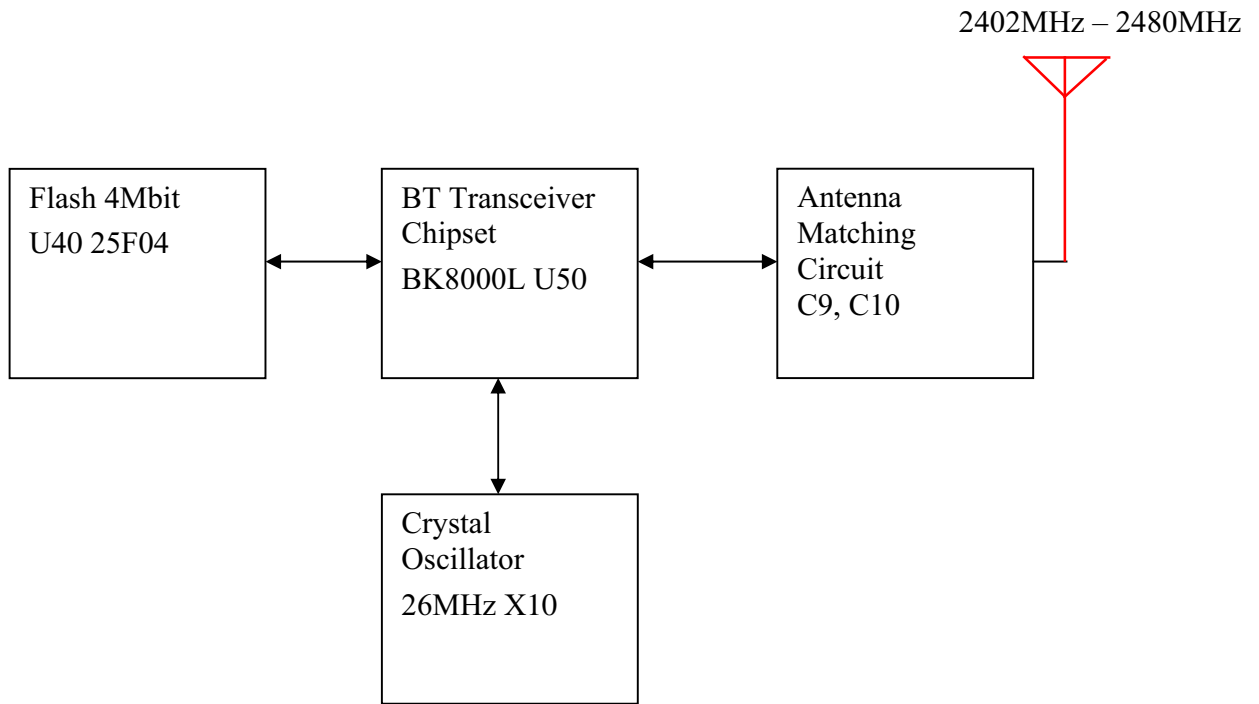 2402MHz – 2480MHz
Flash 4Mbit
U40 25F04
BT Transceiver
Chipset
BK8000L U50
Antenna
Matching
Circuit
C9, C10
Crystal
Oscillator
26MHz X10